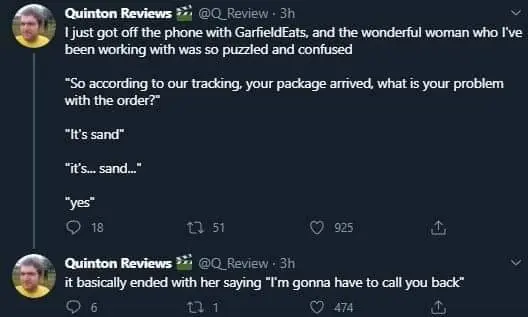 Quinton Reviews 🎬 @Q_Review · 3h
I just got off the phone with GarfieldEats, and the wonderful woman who I've
been working with was so puzzled and confused
"So according to our tracking, your package arrived, what is your problem
with the order?"
"It's sand"
"it's... sand..."
"yes"
18 51 925
Quinton Reviews 🎬 @Q_Review · 3h
it basically ended with her saying "I'm gonna have to call you back"
6 1 474